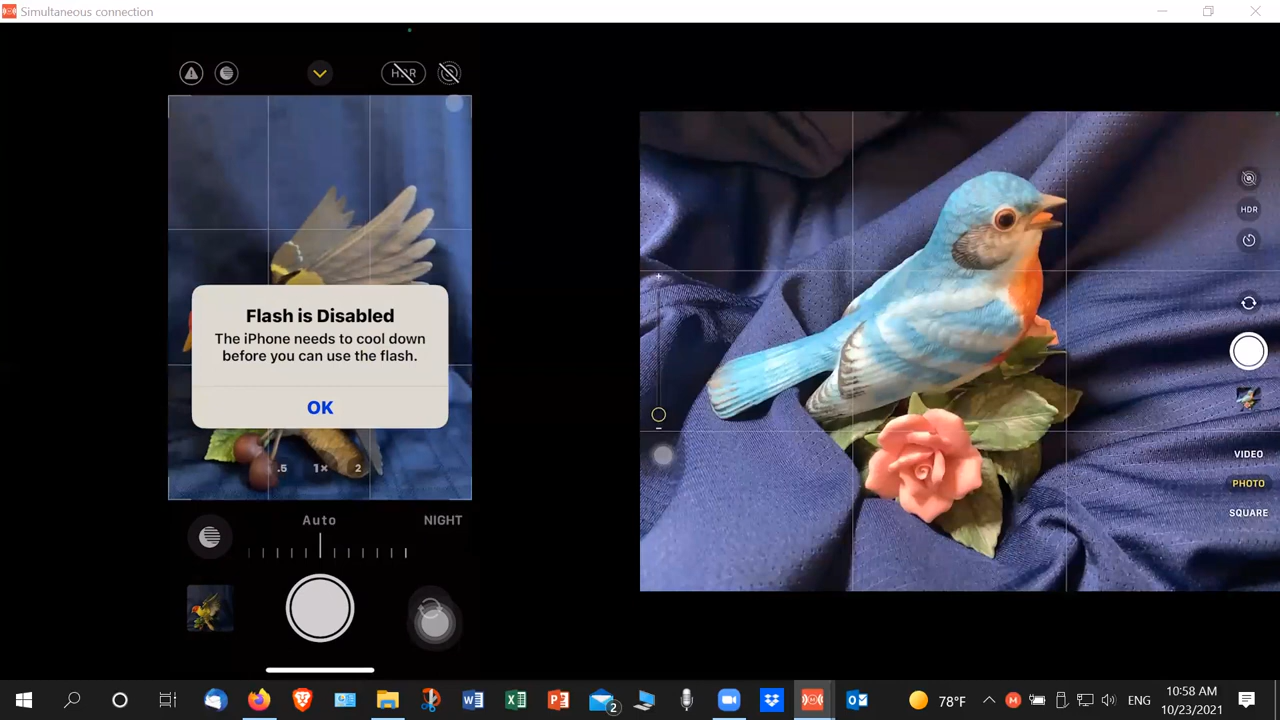 Simultaneous connection
HDR
Flash is Disabled
The iPhone needs to cool down
before you can use the flash.
OK
.5 1× 2
Auto NIGHT
HDR
VIDEO
PHOTO
SQUARE
2
78°F
ENG
10:58 AM
10/23/2021